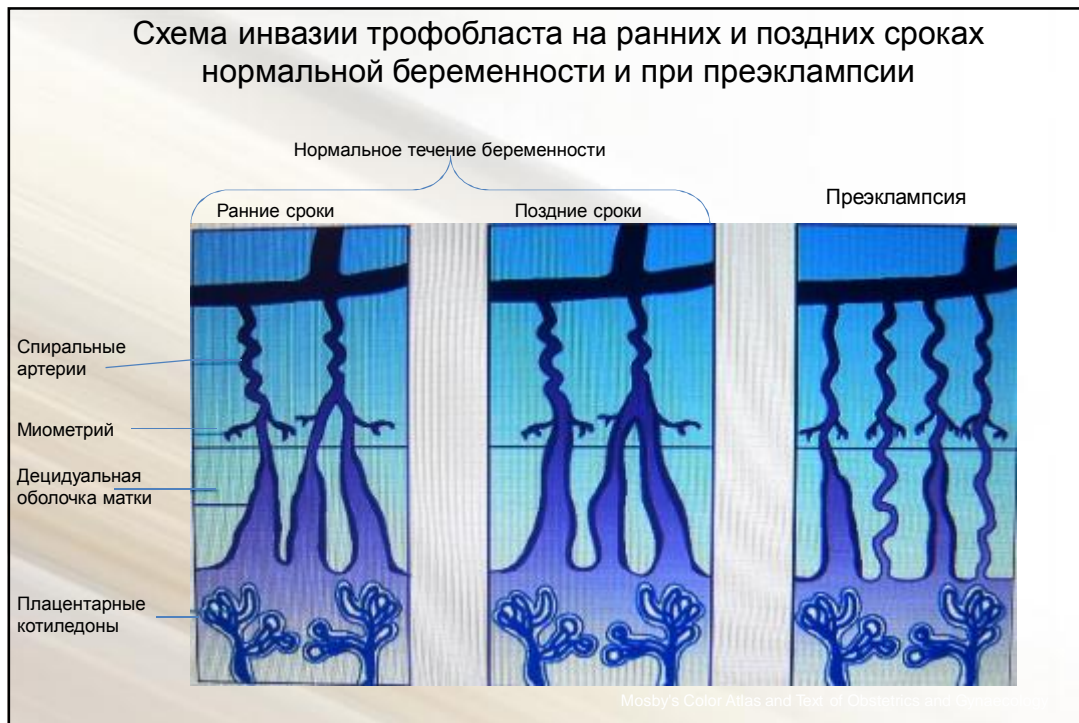 Схема инвазии трофобласта на ранних и поздних сроках
нормальной беременности и при преэклампсии
Нормальное течение беременности
Ранние сроки
Поздние сроки
Преэклампсия
Спиральные
артерии
Миометрий
Децидуальная
оболочка матки
Плацентарные
котиледоны
Mosby's Color Atlas and Text of Obstetrics and